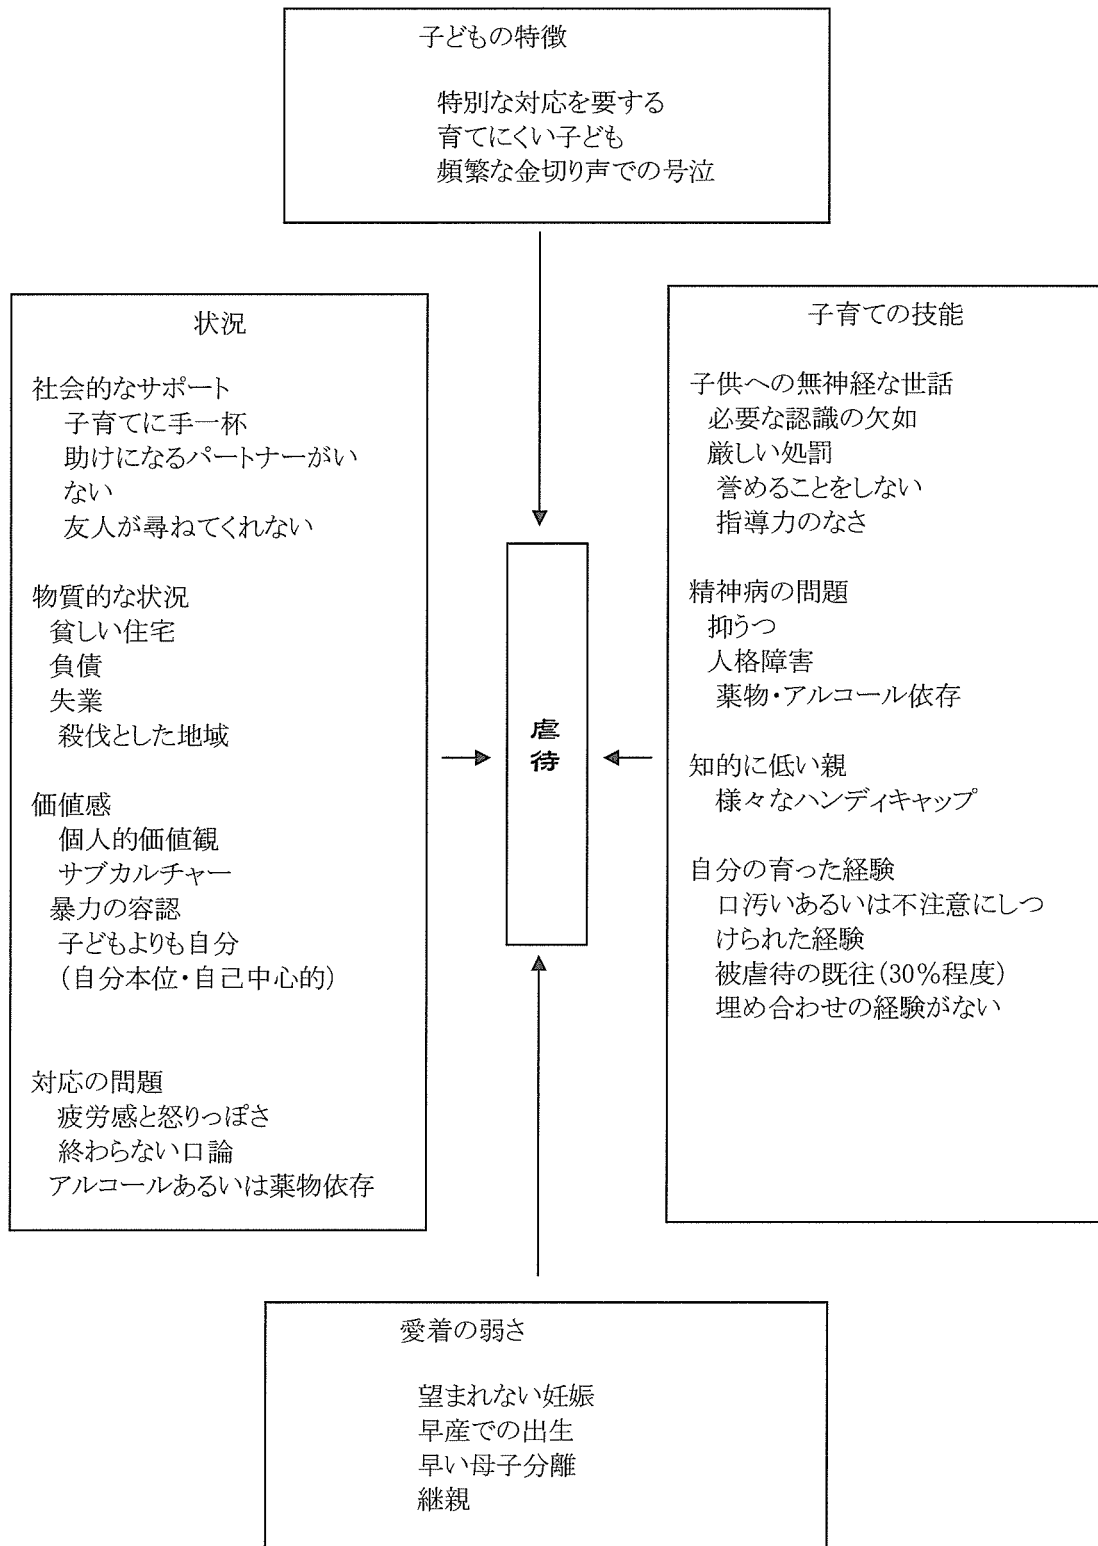 子どもの特徴
特別な対応を要する
育てにくい子ども
頻繁な金切り声での号泣
状況
社会的なサポート
子育てに手一杯
助けになるパートナーがい
ない
友人が尋ねてくれない
物質的な状況
貧しい住宅
負債
失業
殺伐とした地域
価値感
個人的価値観
サブカルチャー
暴力の容認
子どもよりも自分
(自分本位・自己中心的)
対応の問題
疲労感と怒りっぽさ
終わらない口論
アルコールあるいは薬物依存
虐待
子育ての技能
子供への無神経な世話
必要な認識の欠如
厳しい処罰
誉めることをしない
指導力のなさ
精神病の問題
抑うつ
人格障害
薬物・アルコール依存
知的に低い親
様々なハンディキャップ
自分の育った経験
口汚いあるいは不注意にしつ
けられた経験
被虐待の既往(30%程度)
埋め合わせの経験がない
愛着の弱さ
望まれない妊娠
早産での出生
早い母子分離
継親